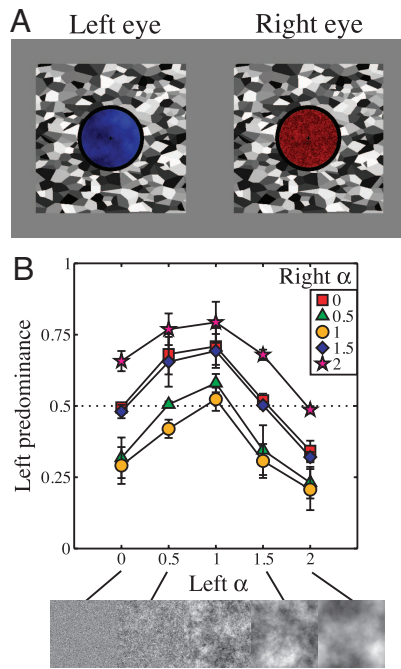 A
Left eye Right eye
B
Right α
0
0.5
1
1.5
2
1
0.75
0.5
0.25
0
Left predominance
0 0.5 1 1.5 2
Left α